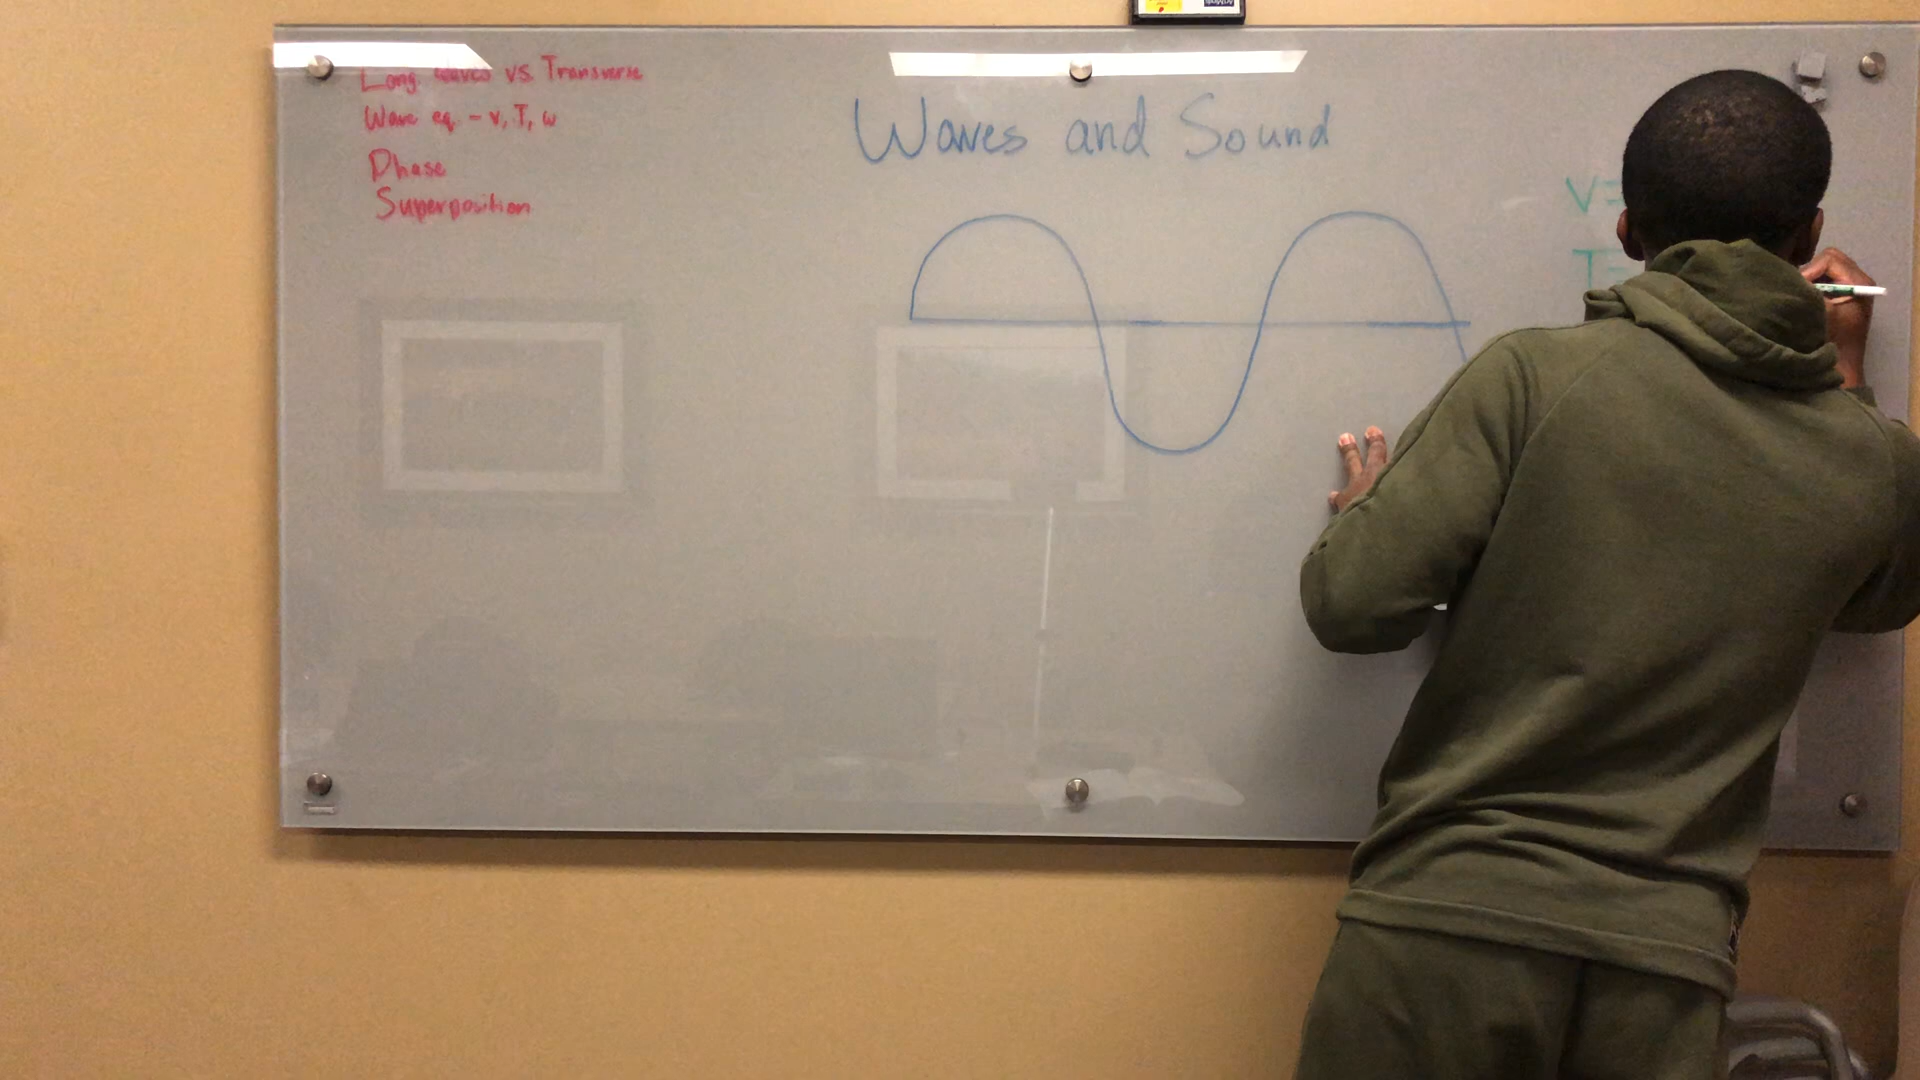 Long. Waves vs. Transverse
Wave eq. - v, T, ω
Phase
Superposition
Waves and Sound
V=
T=